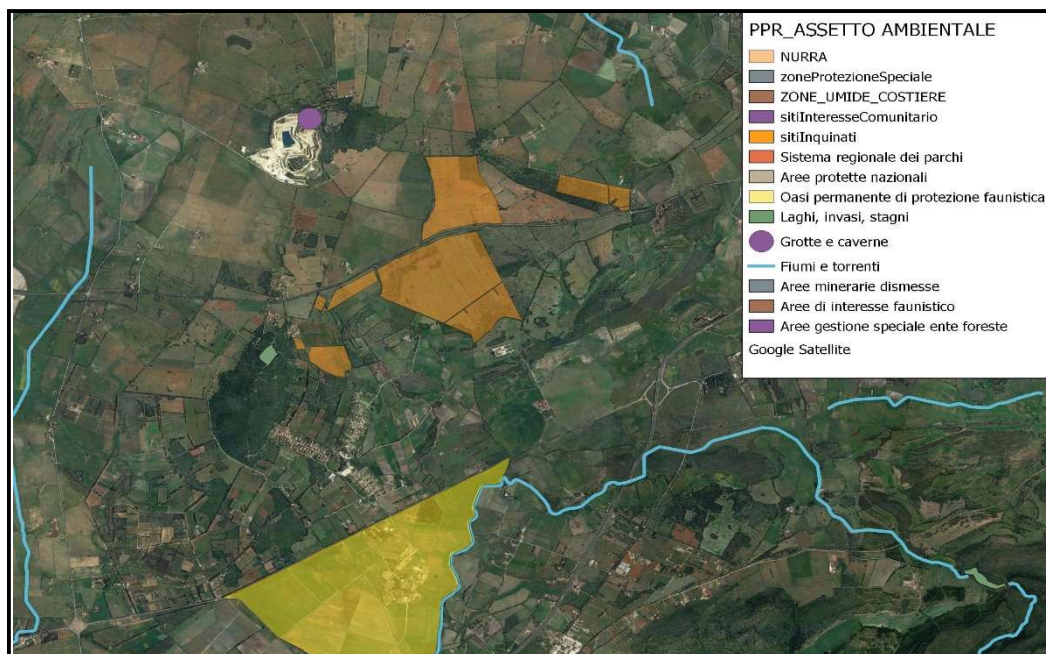 PPR_ASSETTO AMBIENTALE
NURRA
zoneProtezioneSpeciale
ZONE_UMIDE_COSTIERE
sitiInteresseComunitario
sitiInquinati
Sistema regionale dei parchi
Aree protette nazionali
Oasi permanente di protezione faunistica
Laghi, invasi, stagni
Grotte e caverne
Fiumi e torrenti
Aree minerarie dismesse
Aree di interesse faunistico
Aree gestione speciale ente foreste
Google Satellite